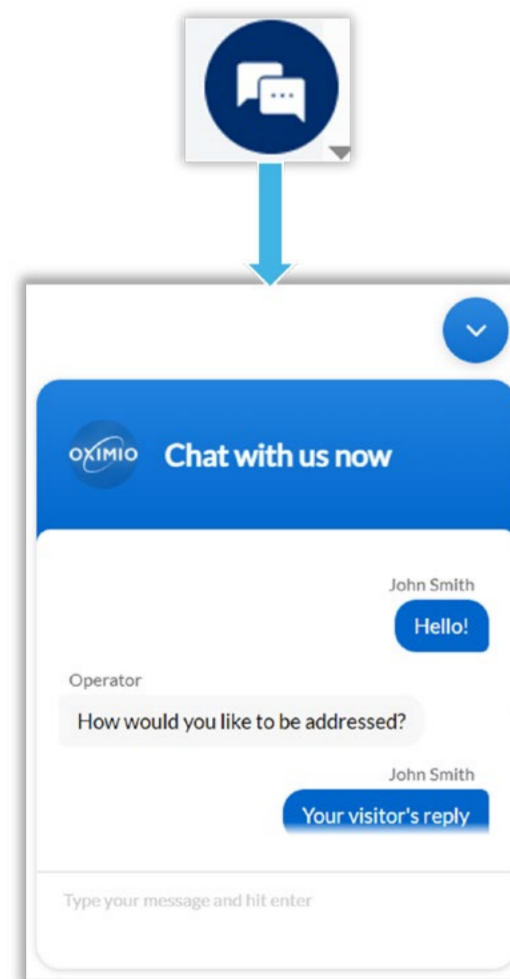 OXIMIO
Chat with us now
John Smith
Hello!
Operator
How would you like to be addressed?
John Smith
Your visitor's reply
Type your message and hit enter